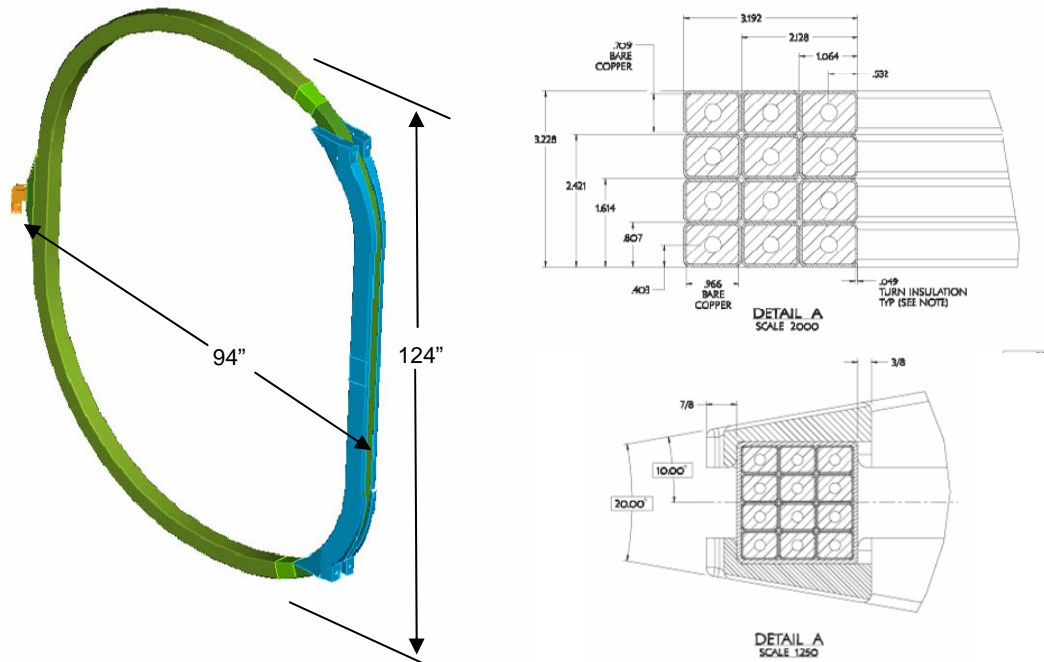 94”
124”
3.192
2.128
1.064
.532
.709
BARE
COPPER
3.228
2.421
1.614
.807
.403
.966
BARE
COPPER
.049
TURN INSULATION
TYP (SEE NOTE)
DETAIL A
SCALE 2.000
3/8
7/8
10.00°
20.00°
DETAIL A
SCALE 1.250